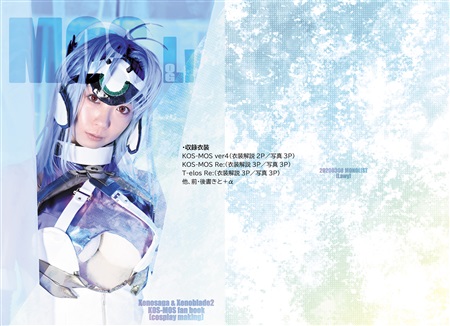 MOS
・収録衣装
KOS-MOS ver4（衣装解説 2P／写真 3P）
KOS-MOS Re:（衣装解説 3P／写真 3P）
T-elos Re:（衣装解説 3P／写真 3P）
他、前・後書きと＋α
Xenosaga & Xenoblade2
KOS-MOS fan book
(cosplay making)